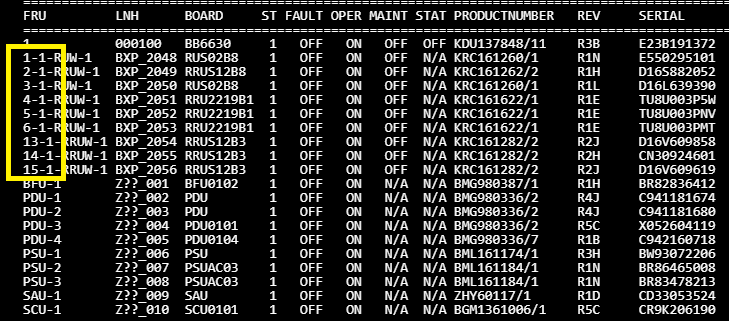 FRU LNH BOARD ST FAULT OPER MAINT STAT PRODUCTNUMBER REV SERIAL
1 000100 BB6630 1 OFF ON OFF OFF KDU137848/11 R3B E23B191372
1-1-RUW-1 BXP_2048 RUS02B8 1 OFF ON OFF N/A KRC161260/1 R1N E550295101
2-1-RRUW-1 BXP_2049 RRUS12B8 1 OFF ON OFF N/A KRC161262/2 R1H D16S882052
3-1-RUW-1 BXP_2050 RUS02B8 1 OFF ON OFF N/A KRC161260/1 R1L D16L639390
4-1-RRUW-1 BXP_2051 RRU2219B1 1 OFF ON OFF N/A KRC161622/1 R1E TU8U003P5W
5-1-RRUW-1 BXP_2052 RRU2219B1 1 OFF ON OFF N/A KRC161622/1 R1E TU8U003PNV
6-1-RRUW-1 BXP_2053 RRU2219B1 1 OFF ON OFF N/A KRC161622/1 R1E TU8U003PMT
13-1-RRUW-1 BXP_2054 RRUS12B3 1 OFF ON OFF N/A KRC161282/2 R2J D16V609858
14-1-RRUW-1 BXP_2055 RRUS12B3 1 OFF ON OFF N/A KRC161282/2 R2H CN30924601
15-1-RRUW-1 BXP_2056 RRUS12B3 1 OFF ON OFF N/A KRC161282/2 R2J D16V609619
BFU-1 Z??_001 BFU0102 1 OFF ON N/A N/A BMG980387/1 R1H BR82836412
PDU-1 Z??_002 PDU 1 OFF ON N/A N/A BMG980336/2 R4J C941181674
PDU-2 Z??_003 PDU 1 OFF ON N/A N/A BMG980336/2 R4J C941181680
PDU-3 Z??_004 PDU0101 1 OFF ON N/A N/A BMG980336/2 R5C X052604119
PDU-4 Z??_005 PDU0104 1 OFF ON N/A N/A BMG980336/7 R1B C942160718
PSU-1 Z??_006 PSU 1 OFF ON N/A N/A BML161174/1 R3H BW93072206
PSU-2 Z??_007 PSUAC03 1 OFF ON N/A N/A BML161184/1 R1N BR86465008
PSU-3 Z??_008 PSUAC03 1 OFF ON N/A N/A BML161184/1 R1N BR83478213
SAU-1 Z??_009 SAU 1 OFF ON N/A N/A ZHY60117/1 R1D CD33053524
SCU-1 Z??_010 SCU0101 1 OFF ON N/A N/A BGM1361006/1 R5C CR9K206190